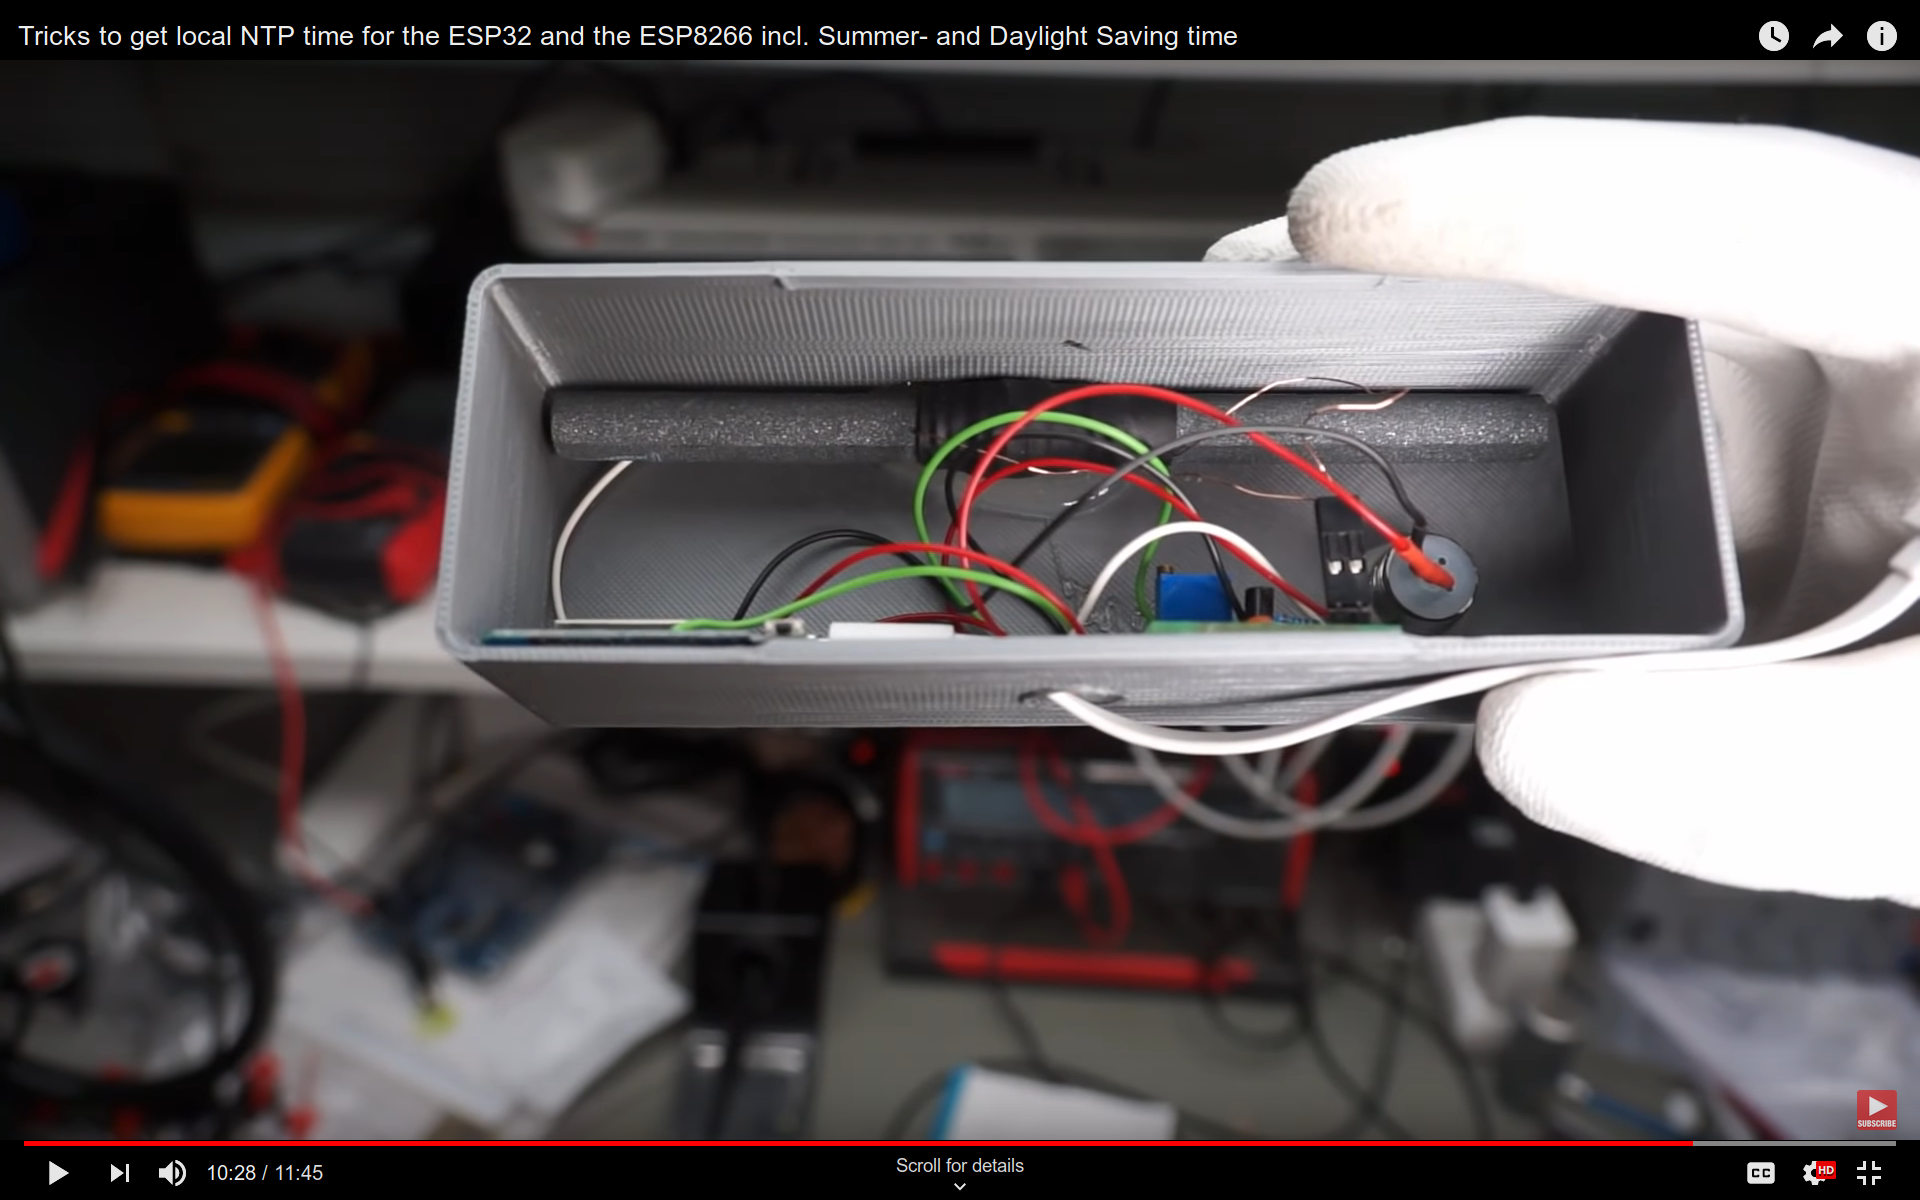 Tricks to get local NTP time for the ESP32 and the ESP8266 incl. Summer- and Daylight Saving time
SUBSCRIBE
10:28 / 11:45
Scroll for details
CC
HD